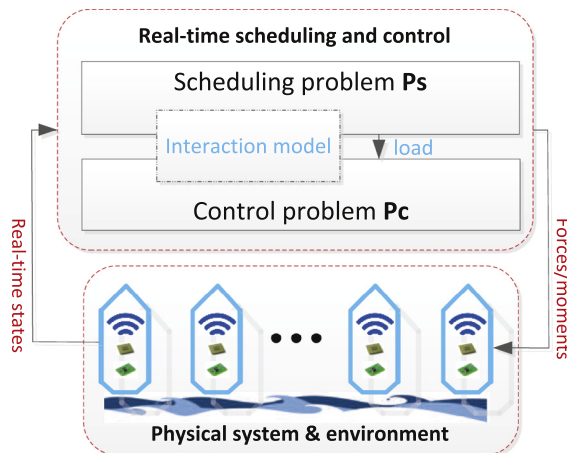 Real-time scheduling and control
Scheduling problem Ps
Interaction model
load
Control problem Pc
Real-time states
Forces/moments
Physical system & environment